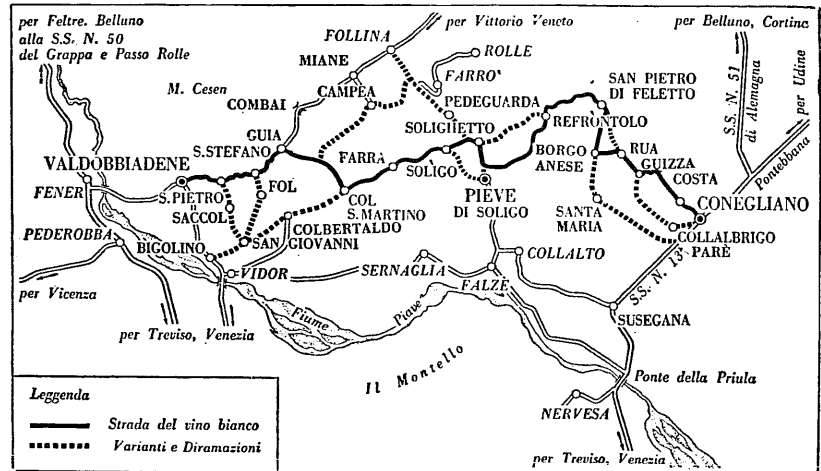 per Feltre. Belluno
alla S.S. N. 50
del Grappa e Passo Rolle
per Vittorio Veneto
per Belluno, Cortina
FOLLINA
ROLLE
MIANE
FARRO'
M. Cesen
CAMPEA
COMBAI
PEDEGUARDA
SAN PIETRO
DI FELETTO
S.S. N. 51
di Alemagna
per Udine
GUIA
SOLIGHETTO
REFRONTOLO
S.STEFANO
VALDOBBIADENE
FARRÀ
SOLIGO
BORGO
ANESE
RUA
GUIZZA
COSTA
Pontebbana
FENER
S. PIETRO
FOL
SACCOL
COL
S. MARTINO
PIEVE
DI SOLIGO
SANTA
MARIA
CONEGLIANO
PEDEROBBA
COLBERTALDO
SAN
GIOVANNI
COLLALBRIGO
PARÈ
BIGOLINO
VIDOR
SERNAGLIA
COLLALTO
S.S. N. 13
per Vicenza
FALZÈ
Fiume
Piave
SUSEGANA
per Treviso, Venezia
Il Montello
Ponte della Priula
NERVESA
Leggenda
Strada del vino bianco
Varianti e Diramazioni
per Treviso, Venezia